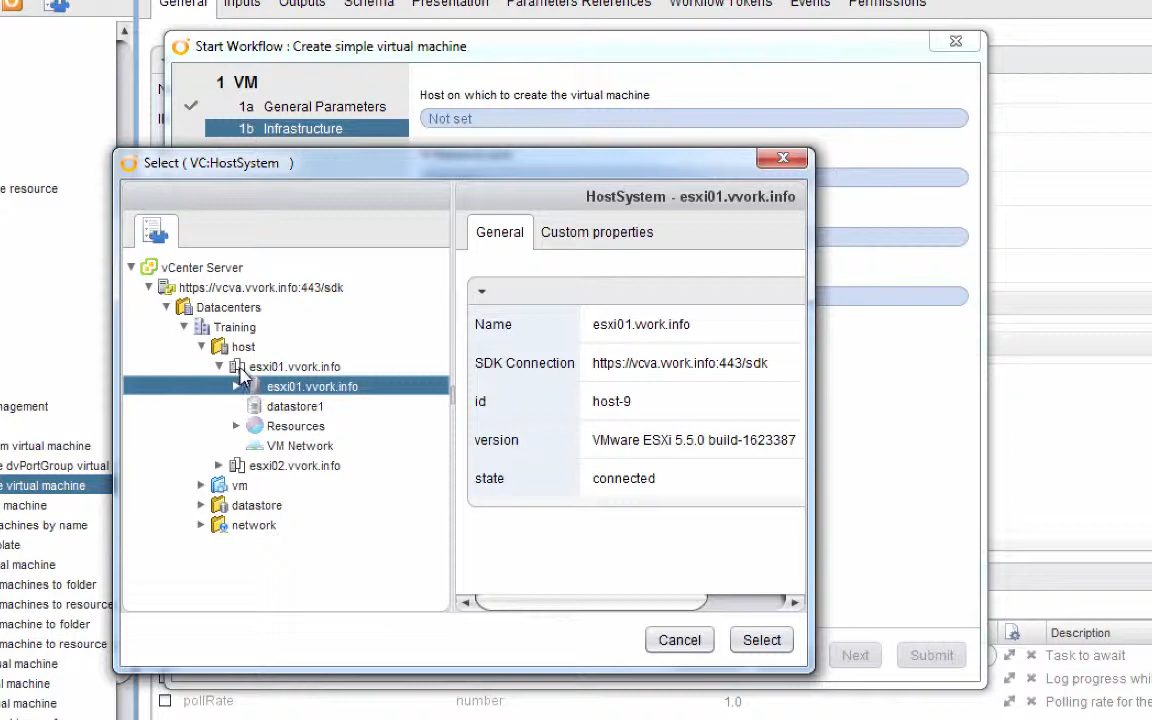 General Inputs Outputs Schema Presentation Parameters References Workflow Tokens Events Permissions
Start Workflow : Create simple virtual machine
1 VM
1a General Parameters
1b Infrastructure
Host on which to create the virtual machine
Not set
Select ( VC:HostSystem )
HostSystem - esxi01.vvork.info
General
Custom properties
vCenter Server
https://vcva.vvork.info:443/sdk
Datacenters
Training
host
esxi01.vvork.info
esxi01.vvork.info
datastore1
Resources
VM Network
esxi02.vvork.info
vm
datastore
network
Name esxi01.vvork.info
SDK Connection https://vcva.vvork.info:443/sdk
id host-9
version VMware ESXi 5.5.0 build-1623387
state connected
Cancel
Select
Next
Submit
e resource
nagement
m virtual machine
e dvPortGroup virtual
e virtual machine
machine
achines by name
plate
al machine
machines to folder
machines to resource
machine to folder
machine to resource
ual machine
al machine
ual machine
Description
Task to await
Log progress whi
Polling rate for the
pollRate number 1.0